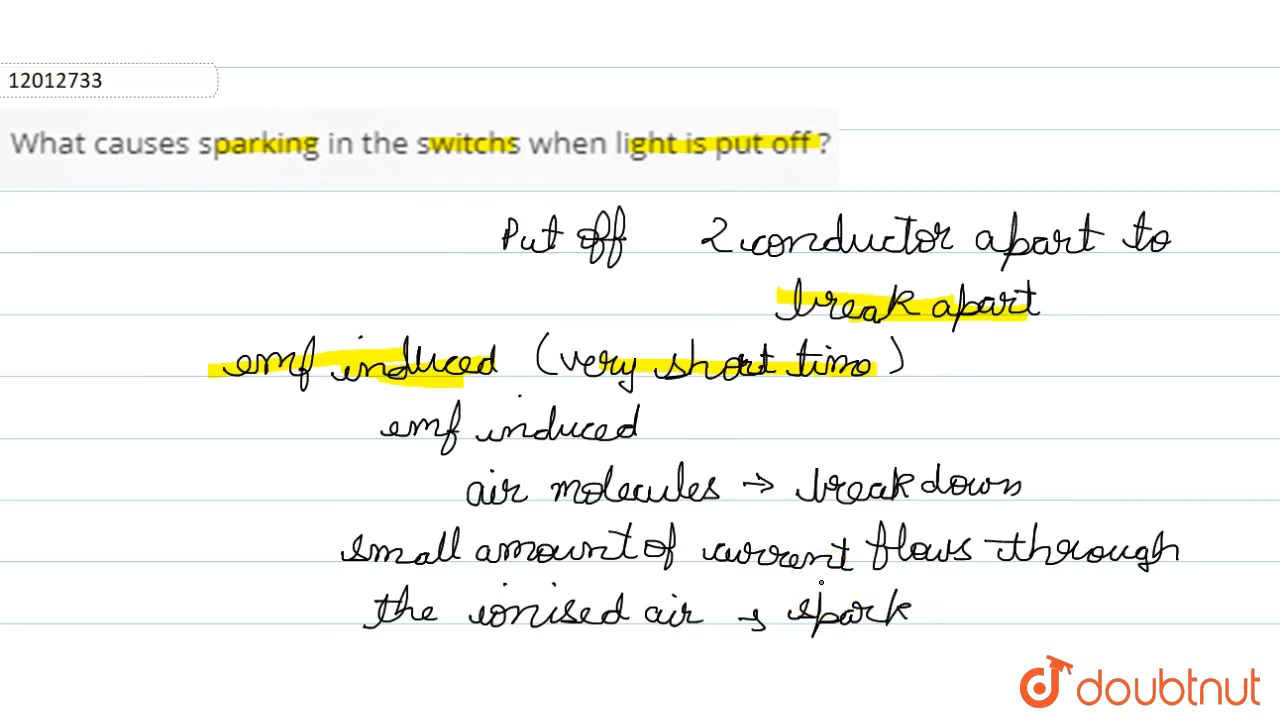 12012733
What causes sparking in the switchs when light is put off ?
Put off 2 conductor apart to
break apart
emf induced (very short time)
emf induced
air molecules → breakdown
small amount of current flows through
the ionised air → spark
doubtnut